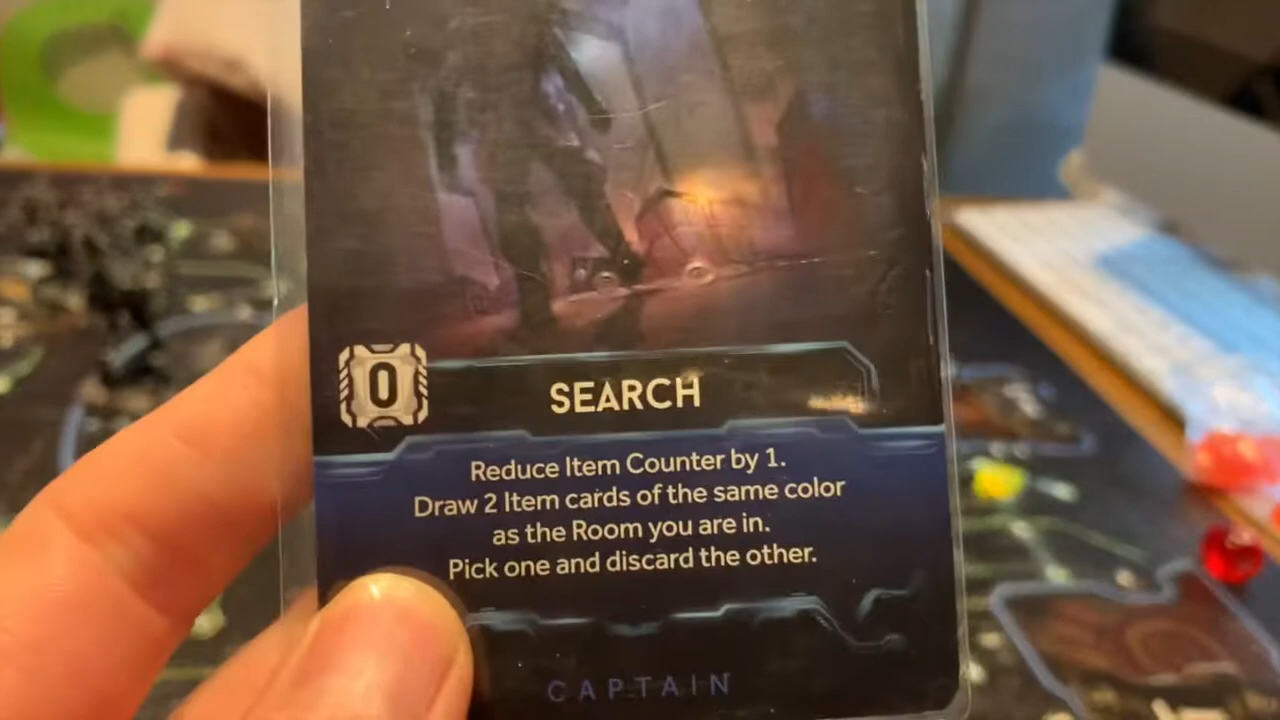 0
SEARCH
Reduce Item Counter by 1.
Draw 2 Item cards of the same color
as the Room you are in.
Pick one and discard the other.
CAPTAIN